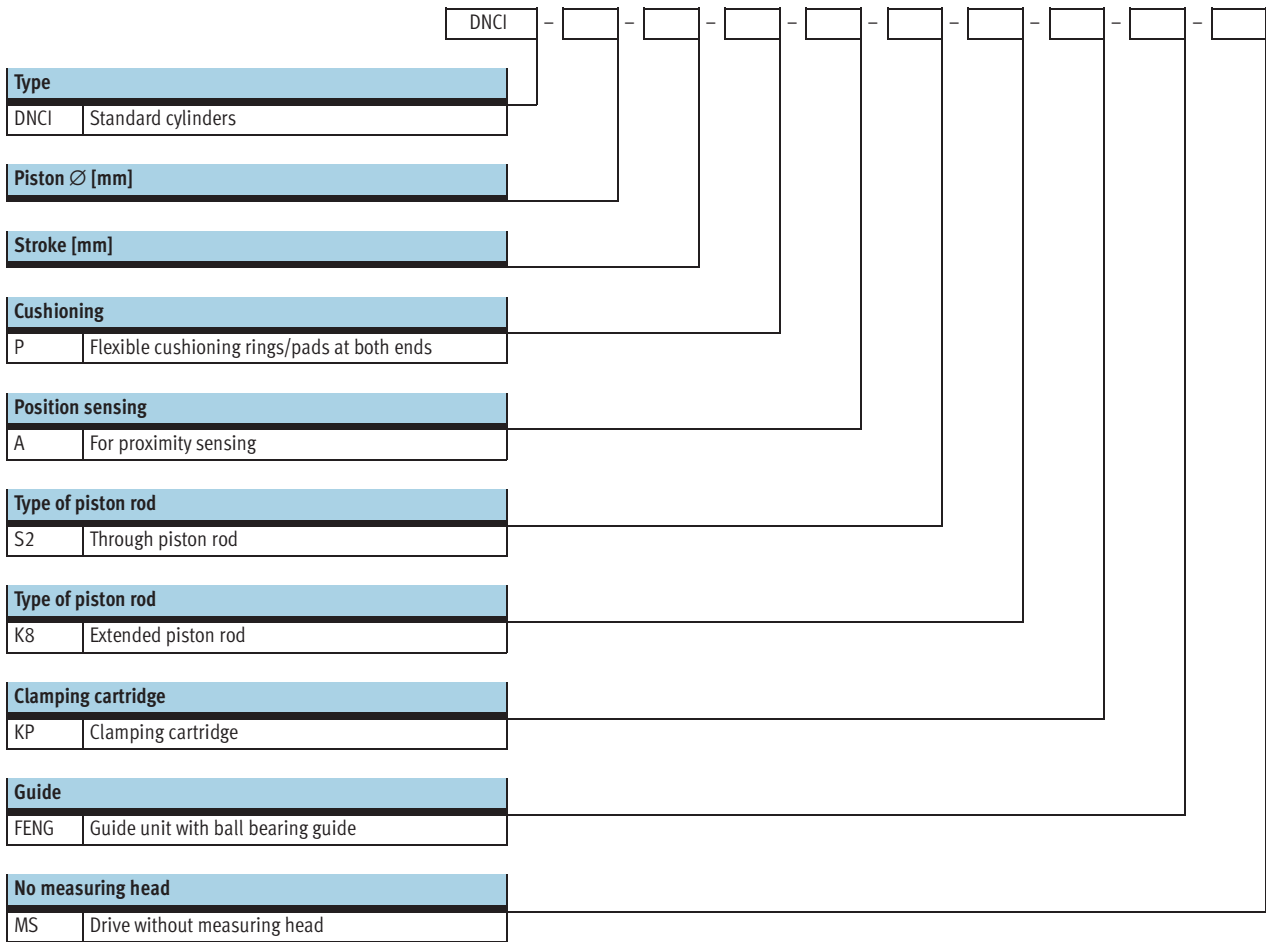 DNCI – – – – – – – – –
Type
DNCI Standard cylinders
Piston ∅ [mm]
Stroke [mm]
Cushioning
P Flexible cushioning rings/pads at both ends
Position sensing
A For proximity sensing
Type of piston rod
S2 Through piston rod
Type of piston rod
K8 Extended piston rod
Clamping cartridge
KP Clamping cartridge
Guide
FENG Guide unit with ball bearing guide
No measuring head
MS Drive without measuring head